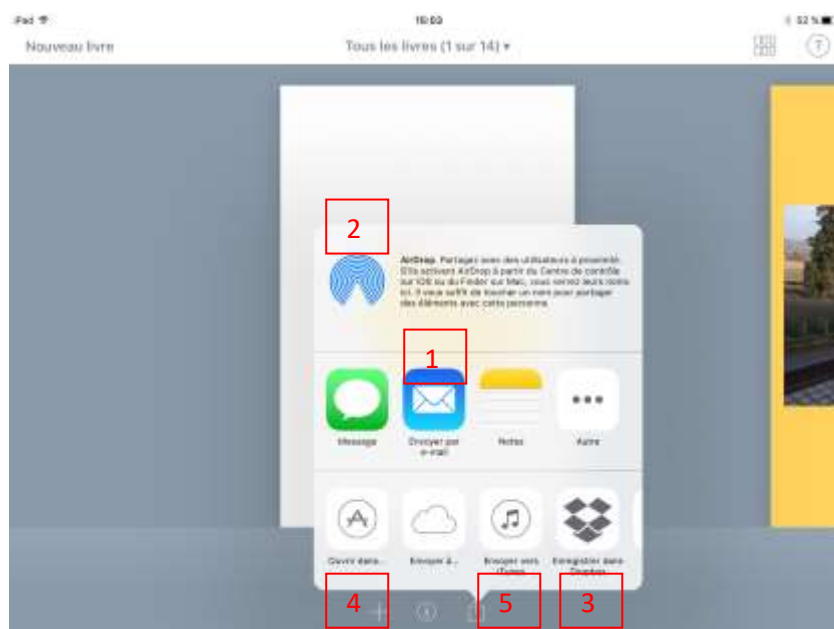 iPad
15:03
52 %
Nouveau livre
Tous les livres (1 sur 14) ▾
T
2
AirDrop. Partagez avec des utilisateurs à proximité.
S'ils activent AirDrop à partir du Centre de contrôle
sur iOS ou du Finder sur Mac, vous verrez leurs noms
ici. Il vous suffit de toucher un nom pour partager
des éléments avec cette personne.
1
Message
Envoyer par
e-mail
Notes
Autre
Ouvrir dans...
Envoyer à...
Envoyer vers
iTunes
Enregistrer dans
Dropbox
4
5
3